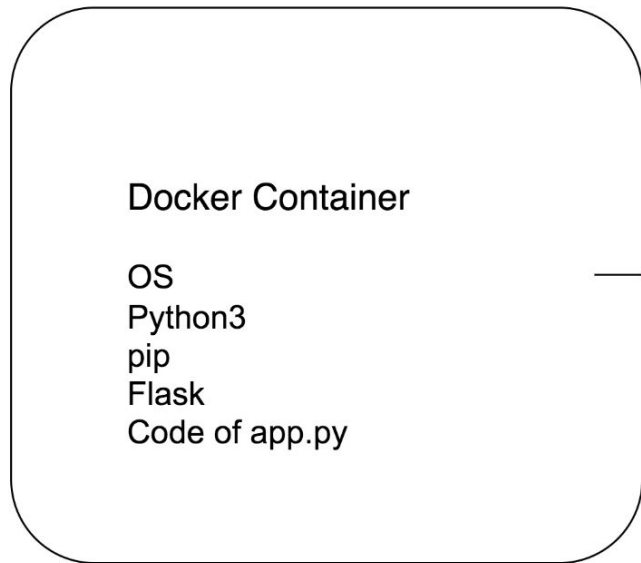 Docker Container
OS
Python3
pip
Flask
Code of app.py